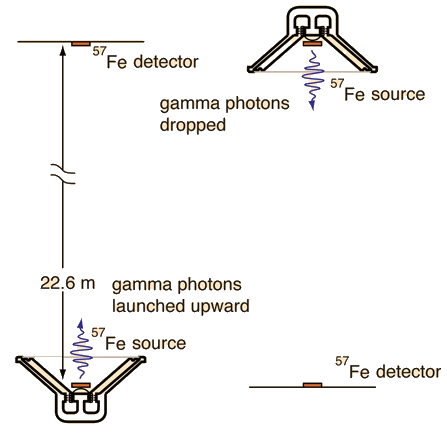 ⁵⁷Fe detector
⁵⁷Fe source
gamma photons
dropped
22.6 m
gamma photons
launched upward
⁵⁷Fe source
⁵⁷Fe detector